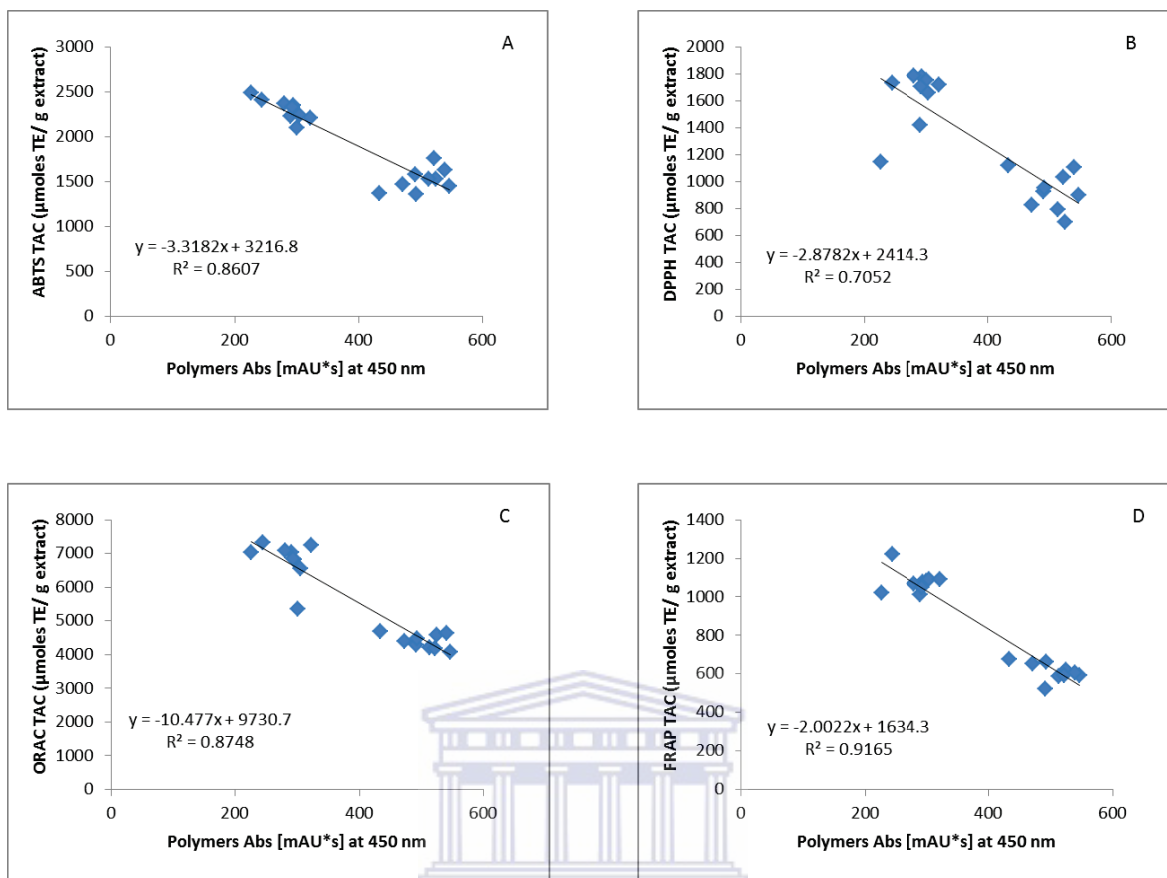 A
ABTS TAC (µmoles TE/ g extract)
3000
2500
2000
1500
1000
500
0
y = -3.3182x + 3216.8
R² = 0.8607
0 200 400 600
Polymers Abs [mAU*s] at 450 nm
B
DPPH TAC (µmoles TE/ g extract)
2000
1800
1600
1400
1200
1000
800
600
400
200
0
y = -2.8782x + 2414.3
R² = 0.7052
0 200 400 600
Polymers Abs [mAU*s] at 450 nm
C
ORAC TAC (µmoles TE/ g extract)
8000
7000
6000
5000
4000
3000
2000
1000
0
y = -10.477x + 9730.7
R² = 0.8748
0 200 400 600
Polymers Abs [mAU*s] at 450 nm
D
FRAP TAC (µmoles TE/ g extract)
1400
1200
1000
800
600
400
200
0
y = -2.0022x + 1634.3
R² = 0.9165
0 200 400 600
Polymers Abs [mAU*s] at 450 nm